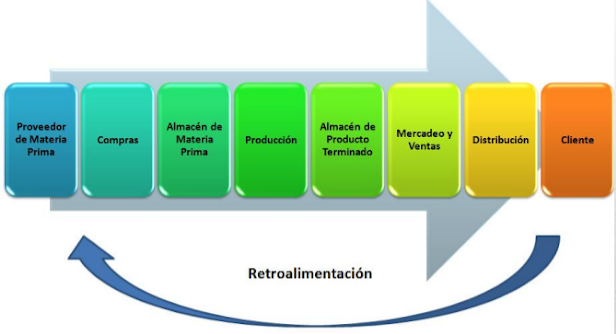 Proveedor
de Materia
Prima
Compras
Almacén de
Materia
Prima
Producción
Almacén de
Producto
Terminado
Mercadeo y
Ventas
Distribución
Cliente
Retroalimentación